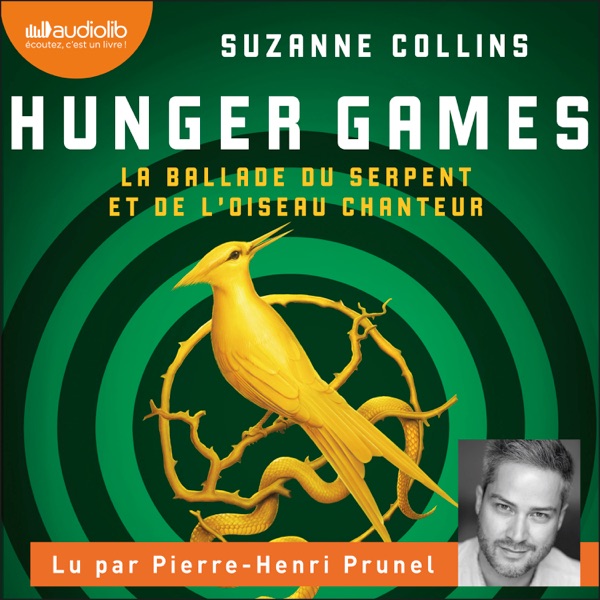 audiolib
écoutez, c'est un livre !
SUZANNE COLLINS
HUNGER GAMES
LA BALLADE DU SERPENT
ET DE L'OISEAU CHANTEUR
Lu par Pierre-Henri Prunel